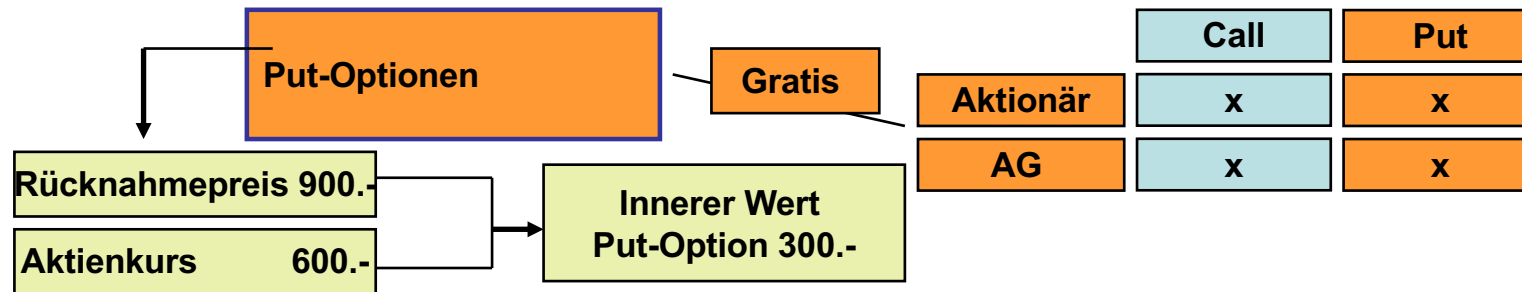 Put-Optionen
Gratis
Call Put
Aktionär x x
AG x x
Rücknahmepreis 900.-
Aktienkurs 600.-
Innerer Wert
Put-Option 300.-